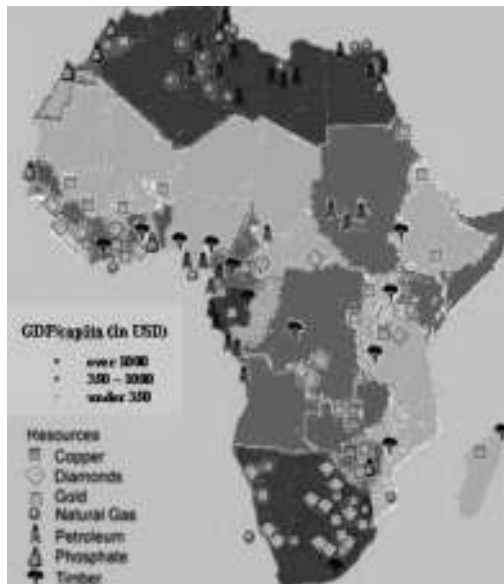 GDP/capita (in USD)
over 1000
350 - 1000
under 350
Resources
Copper
Diamonds
Gold
Natural Gas
Petroleum
Phosphate
Timber